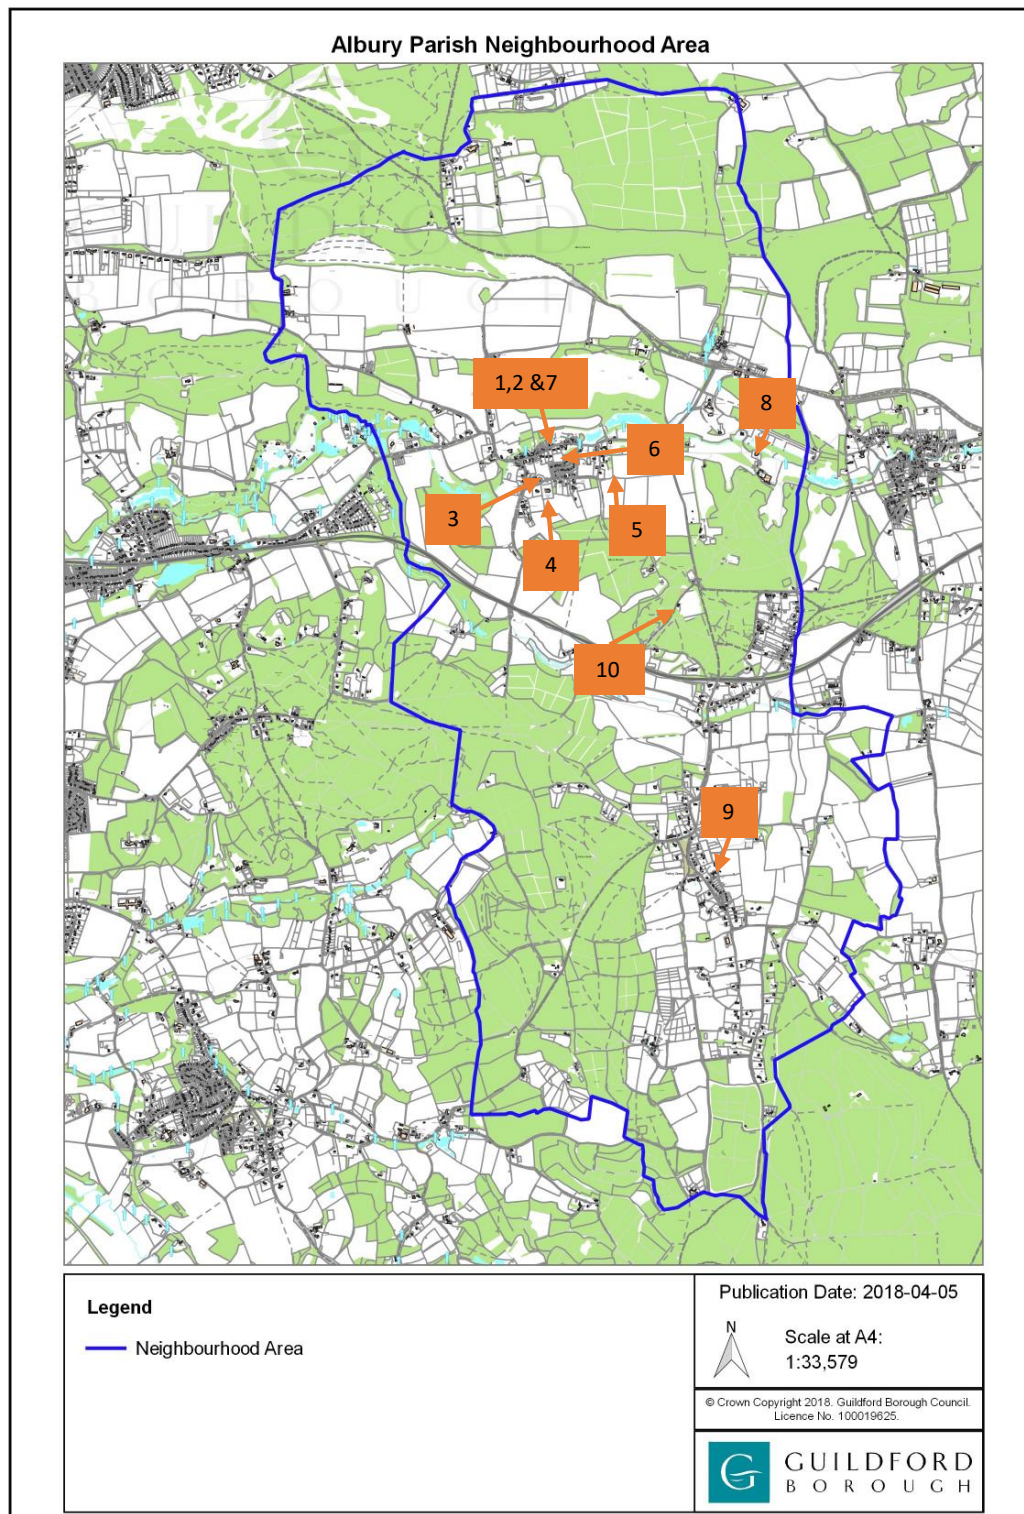 Albury Parish Neighbourhood Area
GUILDFORD
BOROUGH
1,2 &7
8
6
3
5
4
10
9
Legend
Neighbourhood Area
Publication Date: 2018-04-05
N
Scale at A4:
1:33,579
© Crown Copyright 2018. Guildford Borough Council.
Licence No. 100019625.
G
GUILDFORD
BOROUGH